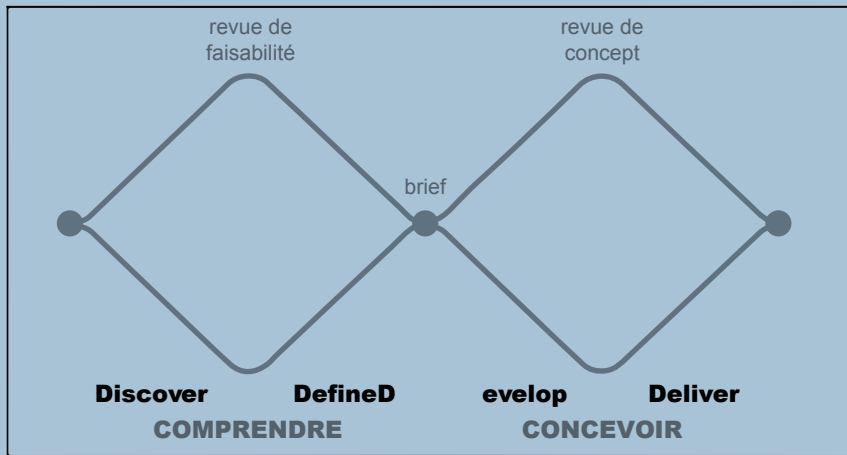 revue de
faisabilité
revue de
concept
brief
Discover DefineD evelop Deliver
COMPRENDRE CONCEVOIR